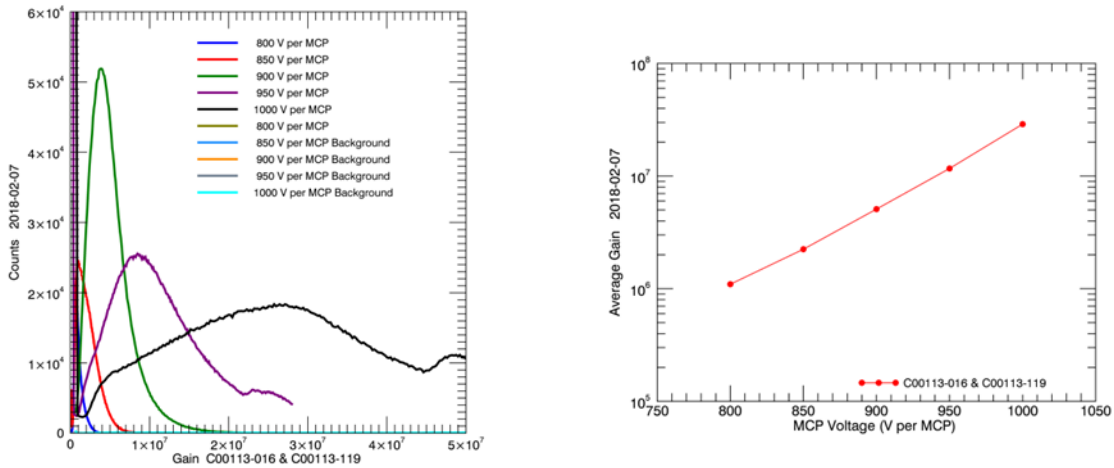 6×10⁴
5×10⁴
4×10⁴
3×10⁴
2×10⁴
1×10⁴
0
Counts 2018-02-07
800 V per MCP
850 V per MCP
900 V per MCP
950 V per MCP
1000 V per MCP
800 V per MCP
850 V per MCP Background
900 V per MCP Background
950 V per MCP Background
1000 V per MCP Background
0 1×10⁷ 2×10⁷ 3×10⁷ 4×10⁷ 5×10⁷
Gain C00113-016 & C00113-119
10⁸
10⁷
10⁶
10⁵
Average Gain 2018-02-07
C00113-016 & C00113-119
750 800 850 900 950 1000 1050
MCP Voltage (V per MCP)